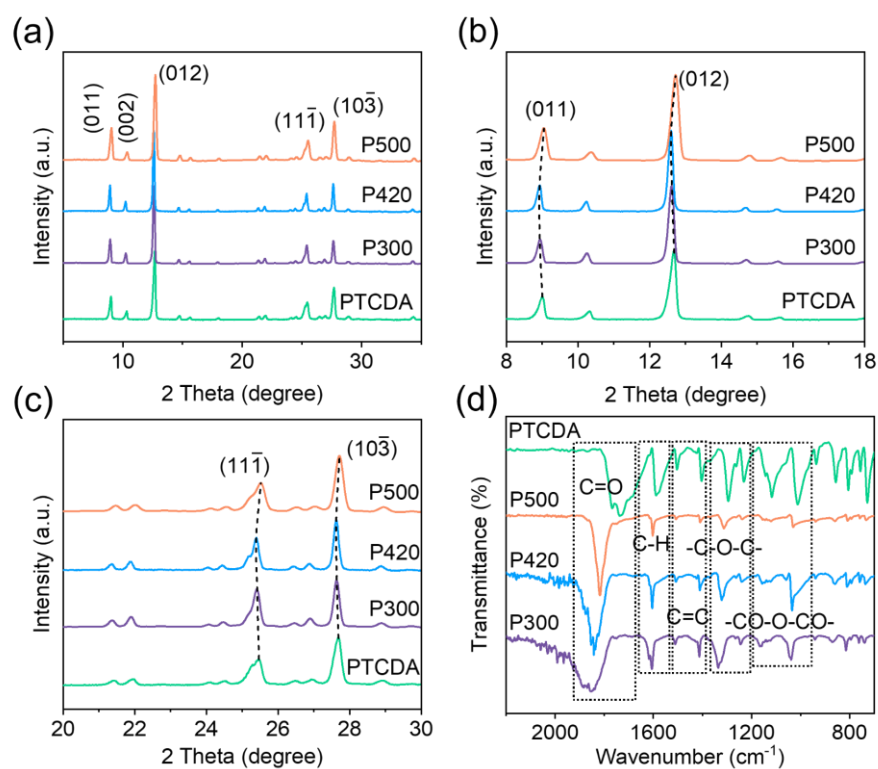 (a)
Intensity (a.u.)
(011)
(002)
(012)
(111̄)
(103̄)
P500
P420
P300
PTCDA
10 20 30
2 Theta (degree)
(b)
Intensity (a.u.)
(011)
(012)
P500
P420
P300
PTCDA
8 10 12 14 16 18
2 Theta (degree)
(c)
Intensity (a.u.)
(111̄)
(103̄)
P500
P420
P300
PTCDA
20 22 24 26 28 30
2 Theta (degree)
(d)
Transmittance (%)
PTCDA
C=O
P500
C-H
-C-O-C-
P420
C=C
-CO-O-CO-
P300
2000 1600 1200 800
Wavenumber (cm⁻¹)